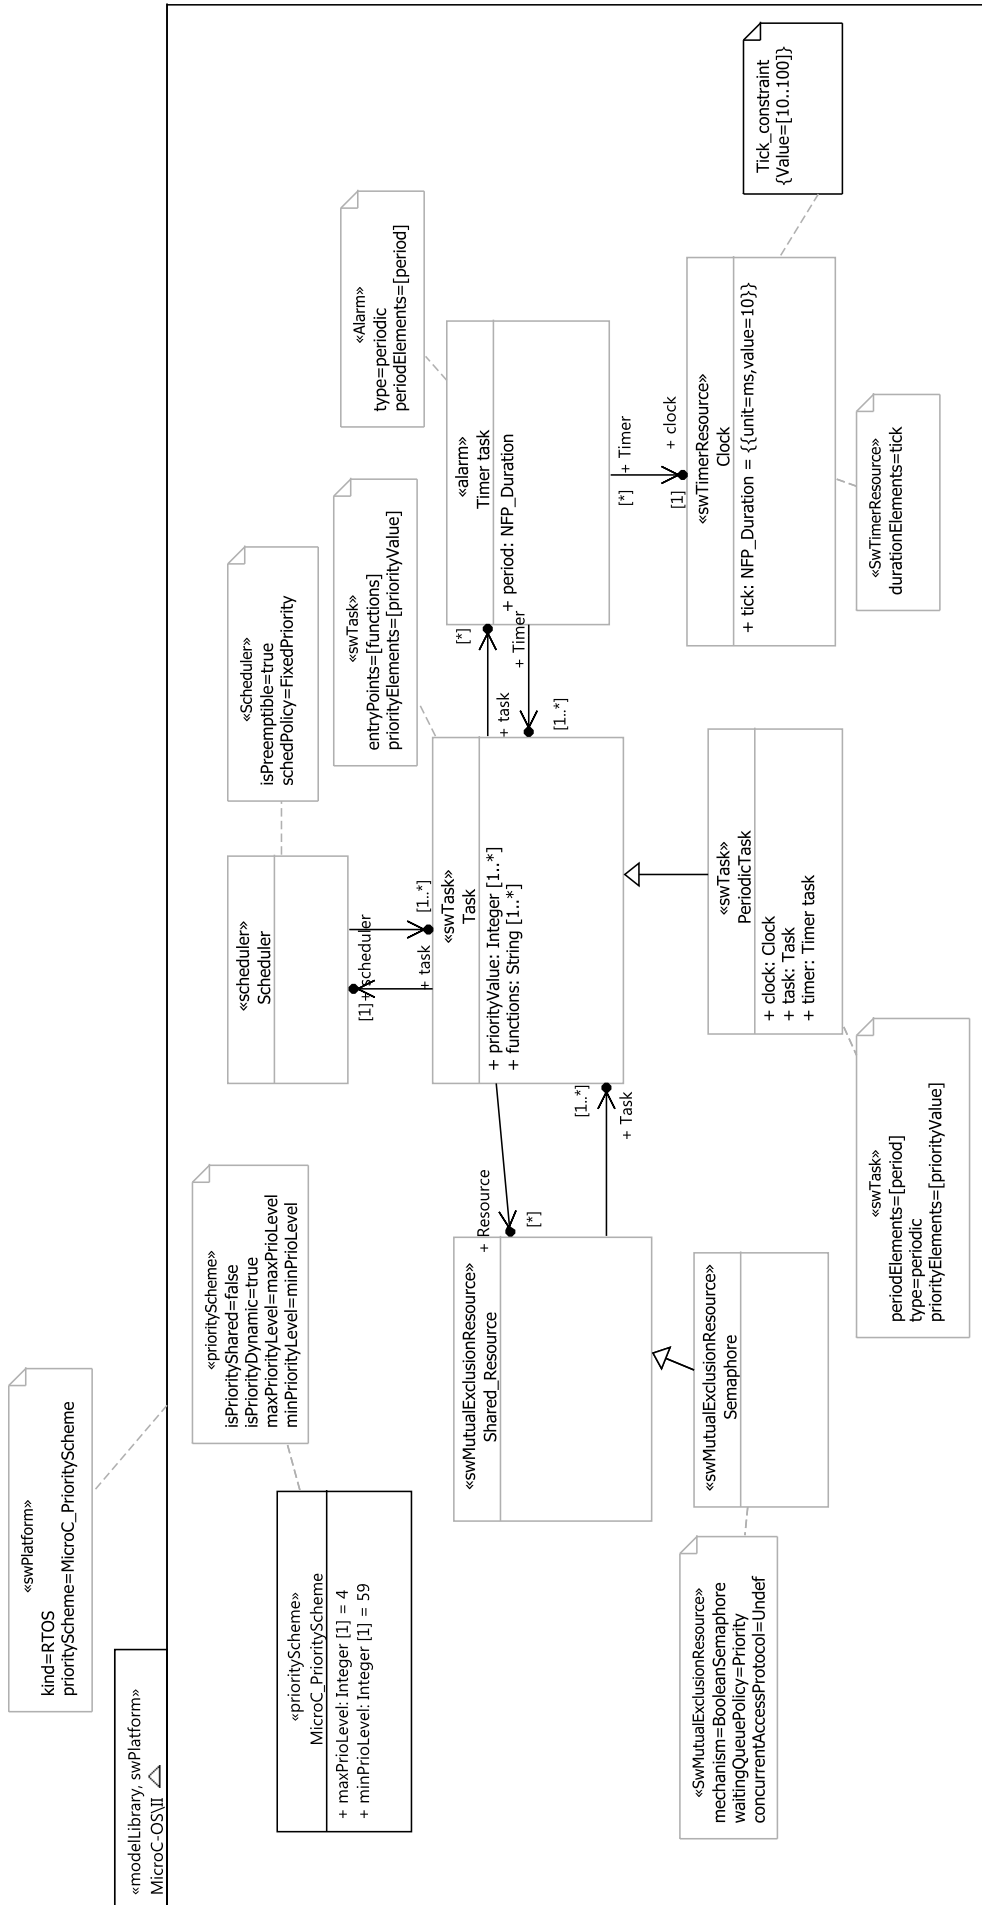 «modelLibrary, swPlatform»
MicroC-OS\II
«swPlatform»
kind=RTOS
priorityScheme=MicroC_PriorityScheme
«priorityScheme»
MicroC_PriorityScheme
+ maxPrioLevel: Integer [1] = 4
+ minPrioLevel: Integer [1] = 59
«priorityScheme»
isPriorityShared=false
isPriorityDynamic=true
maxPriorityLevel=maxPrioLevel
minPriorityLevel=minPrioLevel
«scheduler»
Scheduler
«Scheduler»
isPreemptible=true
schedPolicy=FixedPriority
[1]
+ scheduler
+ task
[1..*]
«swTask»
entryPoints=[functions]
priorityElements=[priorityValue]
«Alarm»
type=periodic
periodElements=[period]
«swMutualExclusionResource»
Shared_Resource
+ Resource
[*]
[1..*]
+ Task
«swTask»
Task
+ priorityValue: Integer [1..*]
+ functions: String [1..*]
[*]
+ task
+ Timer
[1..*]
«alarm»
Timer task
+ period: NFP_Duration
[*]
+ Timer
+ clock
[1]
«SwMutualExclusionResource»
mechanism=BooleanSemaphore
waitingQueuePolicy=Priority
concurrentAccessProtocol=Undef
«swMutualExclusionResource»
Semaphore
«swTask»
PeriodicTask
+ clock: Clock
+ task: Task
+ timer: Timer task
«swTimerResource»
Clock
+ tick: NFP_Duration = {{unit=ms,value=10}}
Tick_constraint
{Value=[10..100]}
«swTask»
periodElements=[period]
type=periodic
priorityElements=[priorityValue]
«SwTimerResource»
durationElements=tick